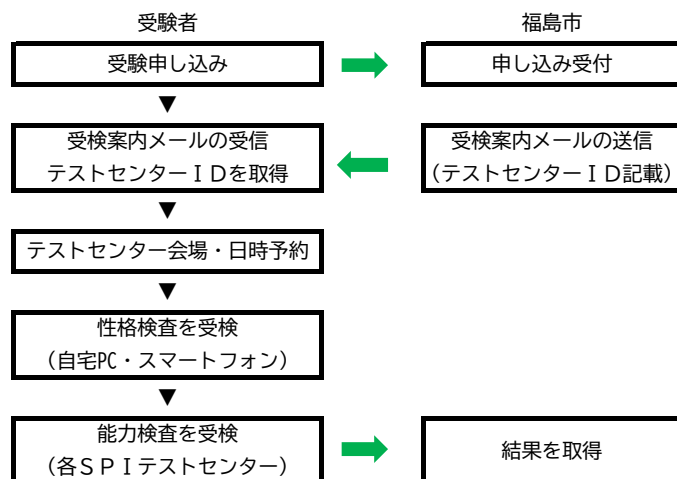 受験者 福島市
受験申し込み 申し込み受付
▼
受検案内メールの受信 受検案内メールの送信
テストセンターＩＤを取得 (テストセンターＩＤ記載)
▼
テストセンター会場・日時予約
▼
性格検査を受検
(自宅PC・スマートフォン)
▼
能力検査を受検
(各ＳＰＩテストセンター)
結果を取得